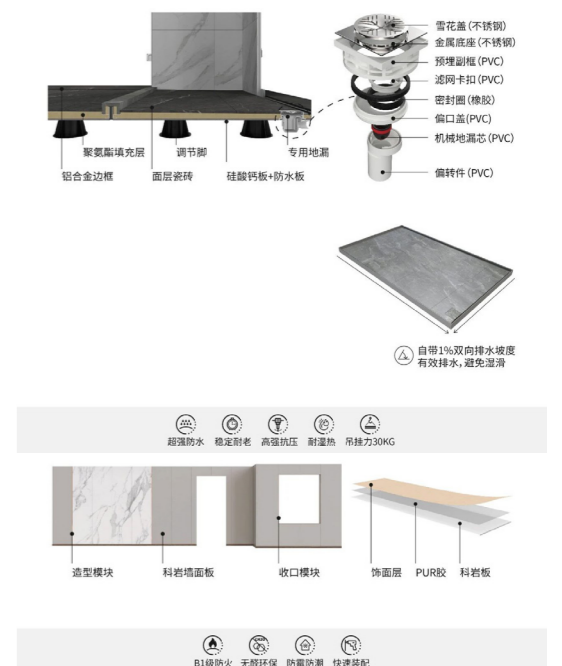 雪花盖(不锈钢)
金属底座(不锈钢)
预埋副框(PVC)
滤网卡扣(PVC)
密封圈(橡胶)
偏口盖(PVC)
机械地漏芯(PVC)
偏转件(PVC)
聚氨酯填充层
调节脚
专用地漏
铝合金边框
面层瓷砖
硅酸钙板+防水板
自带1%双向排水坡度
有效排水,避免湿滑
超强防水 稳定耐老 高强抗压 耐湿热 吊挂力30KG
造型模块
科岩墙面板
收口模块
饰面层
PUR胶
科岩板
B1级防火 无醛环保 防霉防潮 快速装配